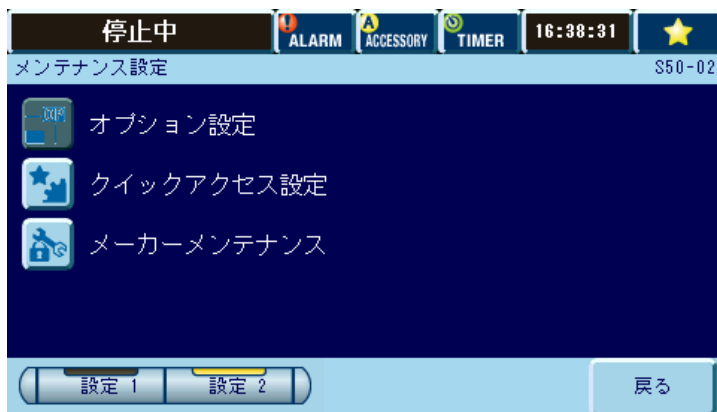 停止中
ALARM
A
ACCESSORY
TIMER
16:38:31
メンテナンス設定
S50-02
オプション設定
クイックアクセス設定
メーカーメンテナンス
設定 1
設定 2
戻る